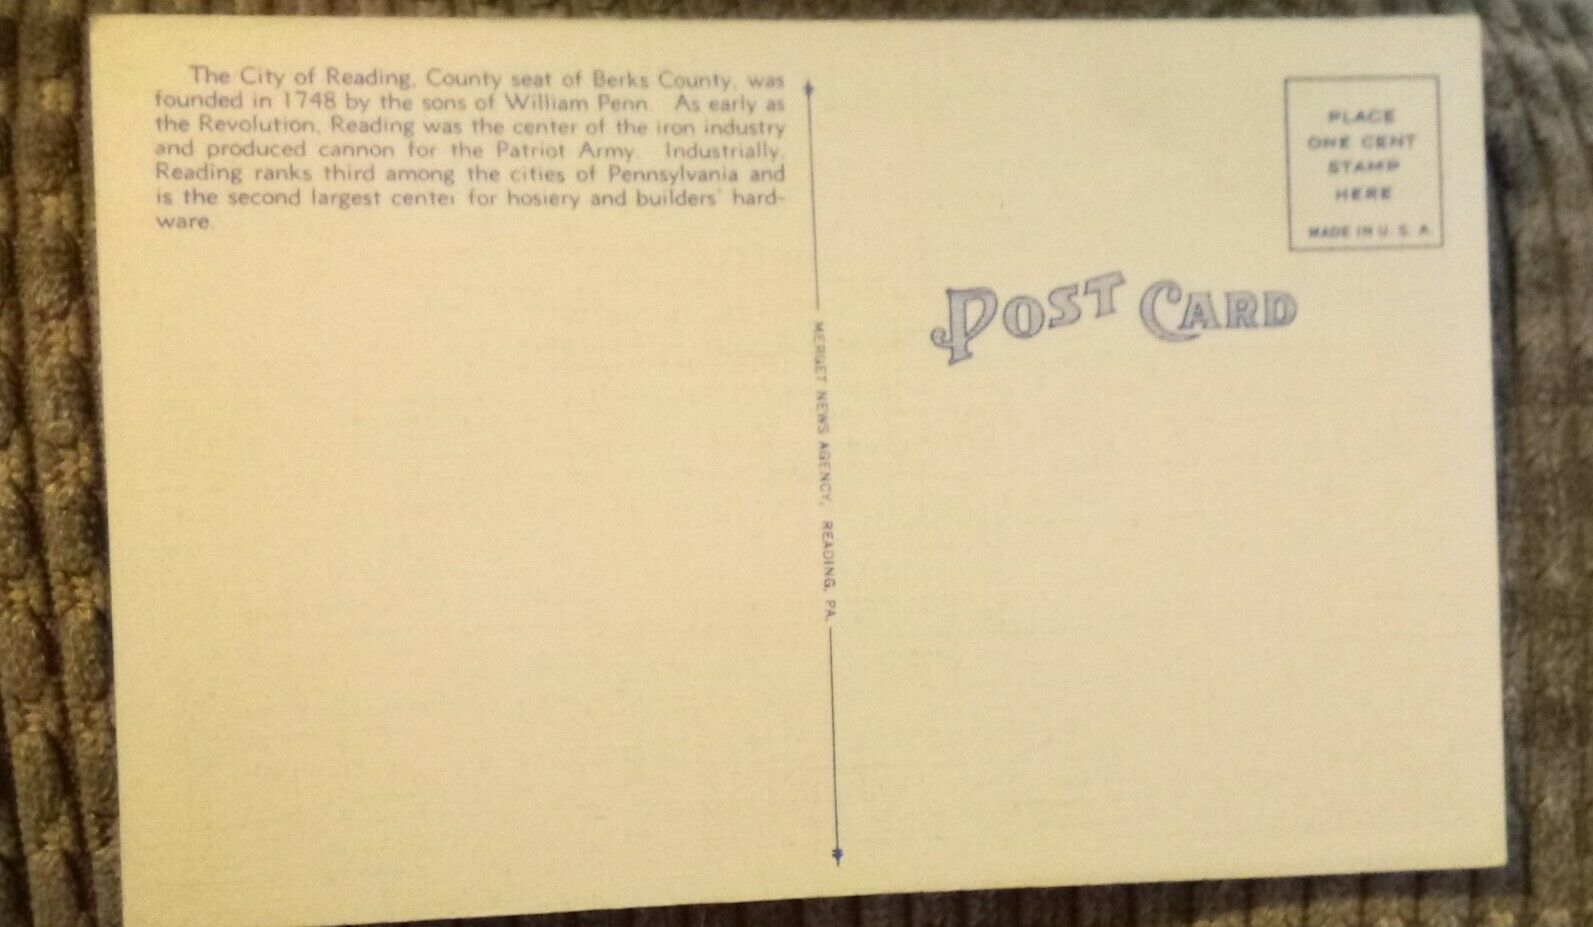 The City of Reading, County seat of Berks County, was
founded in 1748 by the sons of William Penn. As early as
the Revolution, Reading was the center of the iron industry
and produced cannon for the Patriot Army. Industrially,
Reading ranks third among the cities of Pennsylvania and
is the second largest center for hosiery and builders' hard-
ware.
MERGET NEWS AGENCY, READING, PA.
PLACE
ONE CENT
STAMP
HERE
MADE IN U. S. A.
POST CARD